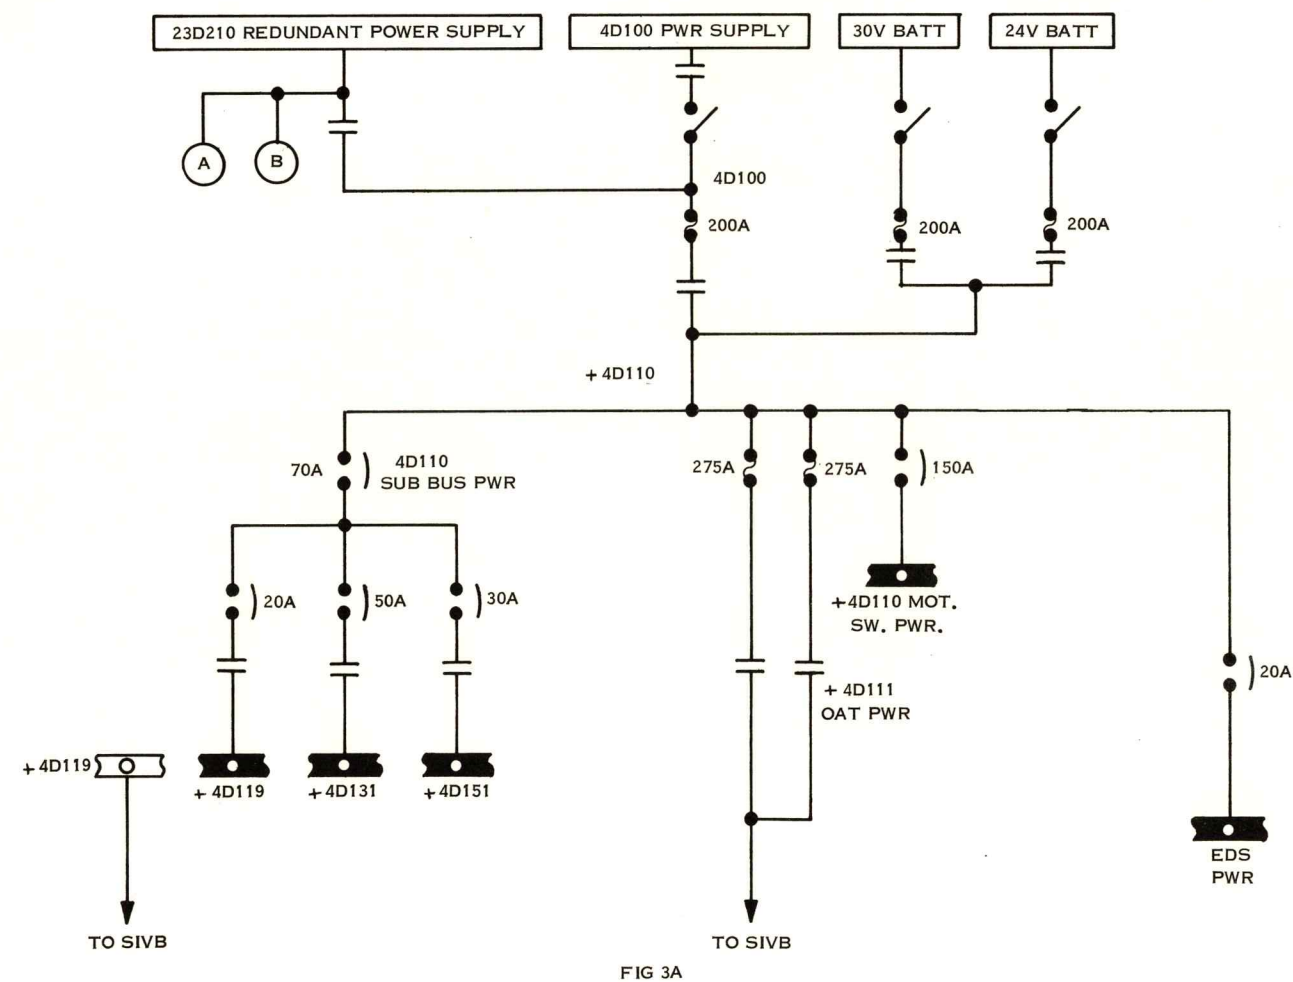 23D210 REDUNDANT POWER SUPPLY
4D100 PWR SUPPLY
30V BATT
24V BATT
A
B
4D100
200A
200A
200A
+ 4D110
70A
4D110
SUB BUS PWR
275A
275A
150A
20A
50A
30A
+4D110 MOT.
SW. PWR.
20A
+ 4D111
OAT PWR
+ 4D119
+ 4D119
+ 4D131
+ 4D151
EDS
PWR
TO SIVB
TO SIVB
FIG 3A